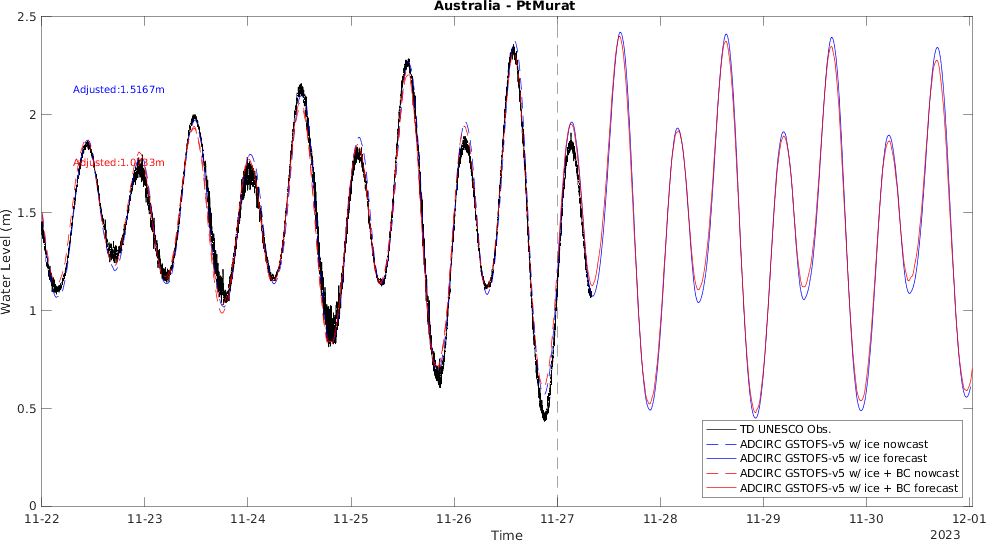 Australia - PtMurat
2.5
2
1.5
1
0.5
0
Water Level (m)
Adjusted:1.5167m
TD UNESCO Obs.
ADCIRC GSTOFS-v5 w/ ice nowcast
ADCIRC GSTOFS-v5 w/ ice forecast
ADCIRC GSTOFS-v5 w/ ice + BC nowcast
ADCIRC GSTOFS-v5 w/ ice + BC forecast
11-22 11-23 11-24 11-25 11-26 11-27 11-28 11-29 11-30 12-01
Time
2023